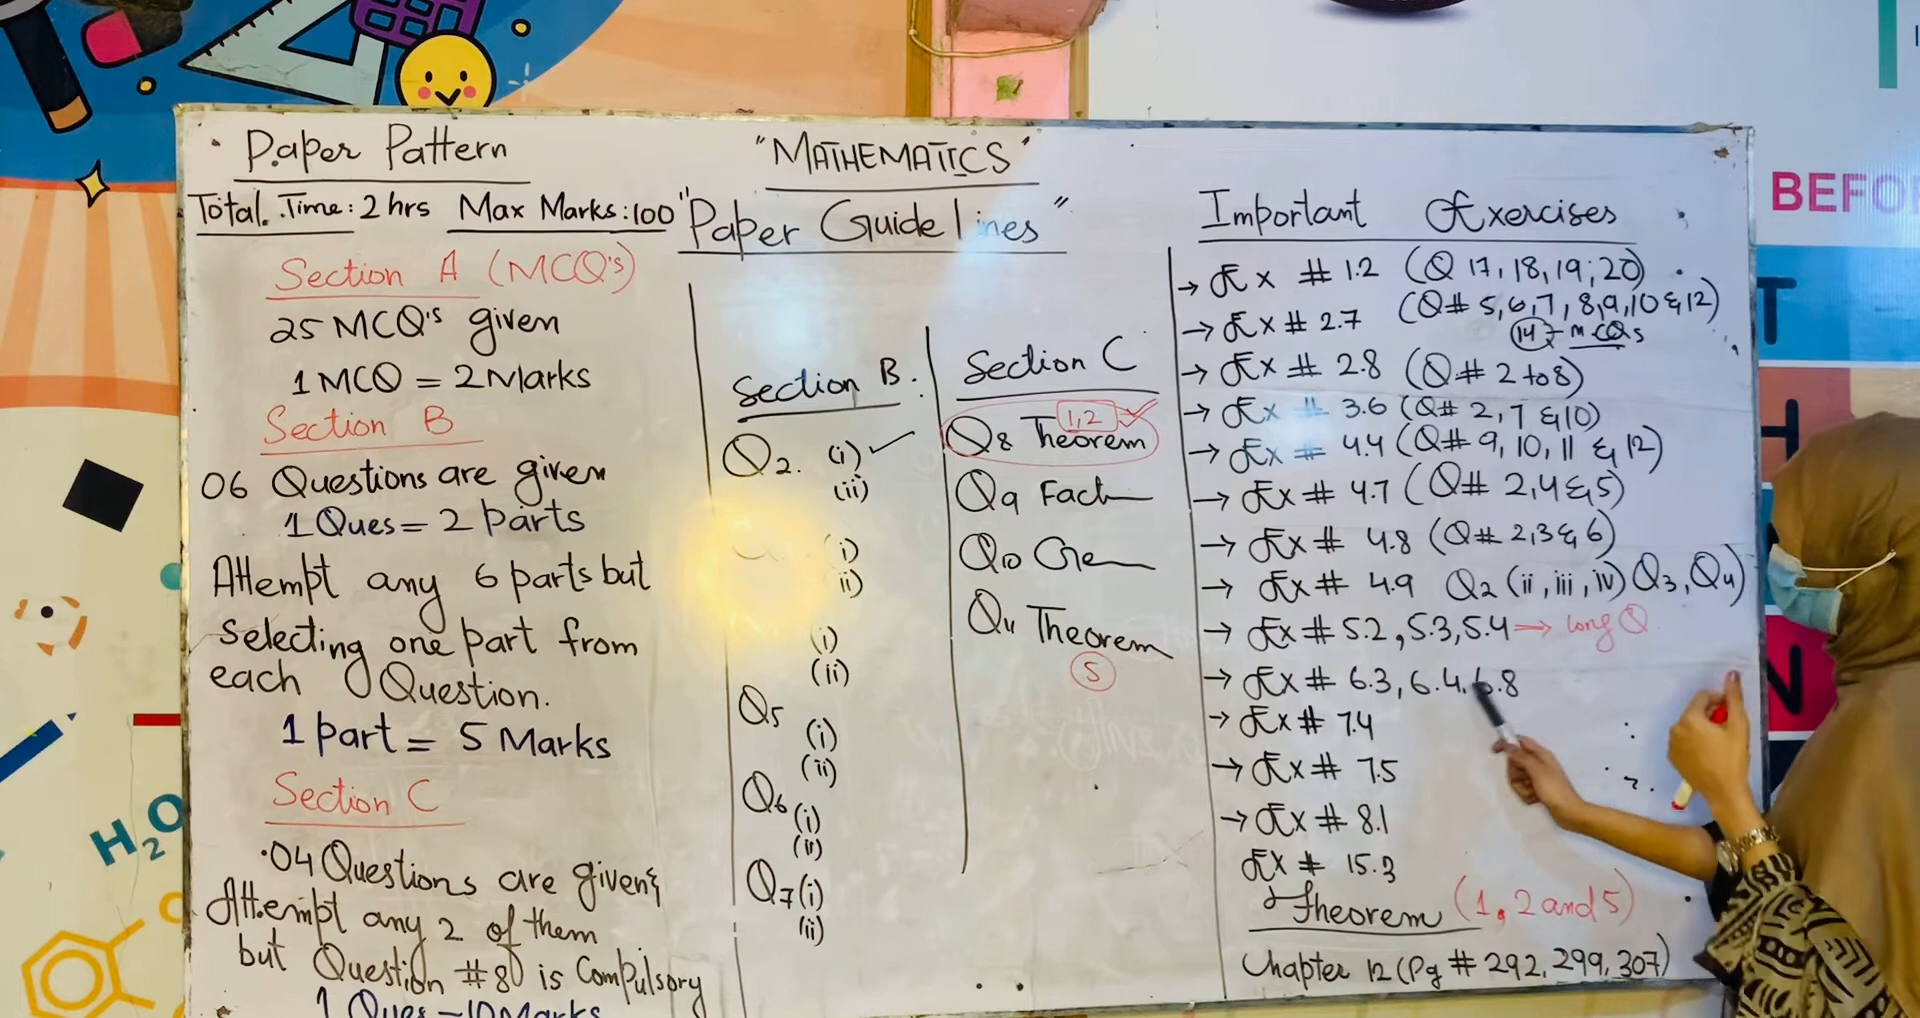 Paper Pattern
Total. Time: 2 hrs Max Marks: 100
Section A (MCQ's)
25 MCQ's given
1 MCQ = 2 Marks
Section B
06 Questions are given
1 Ques = 2 parts
Attempt any 6 parts but
selecting one part from
each Question.
1 part = 5 Marks
Section C
04 Questions are given &
Attempt any 2 of them
but Question #8 is Compulsory
1 Ques = 10 Marks
"MATHEMATICS"
"Paper Guidelines"
Section B.
Q2. (i) ✓
(ii)
(i)
ii)
(i)
(ii)
Q5
(i)
(ii)
Q6
(i)
(ii)
Q7 (i)
(ii)
Section C
1,2 ✓
Q8 Theorem
Q9 Fact
Q10
Q11 Theorem
5
Important Exercises
→ Ex # 1.2 (Q 17, 18, 19, 20)
→ Ex # 2.7 (Q# 5, 6, 7, 8, 9, 10 & 12)
14 → MCQs
→ Ex # 2.8 (Q # 2 to 8)
→ Ex # 3.6 (Q# 2, 7 & 10)
→ Ex # 4.4 (Q# 9, 10, 11 & 12)
→ Ex # 4.7 (Q# 2, 4 & 5)
→ Ex # 4.8 (Q# 2, 3 & 6)
→ Ex # 4.9 Q2 (ii, iii, iv) Q3, Q4)
→ Ex # 5.2, 5.3, 5.4 → long Q
→ Ex # 6.3, 6.4, 6.8
→ Ex # 7.4
→ Ex # 7.5
→ Ex # 8.1
Ex # 15.3
Theorem (1, 2 and 5)
Chapter 12 (Pg # 292, 299, 307)
H2O
BEFO
T
H
N